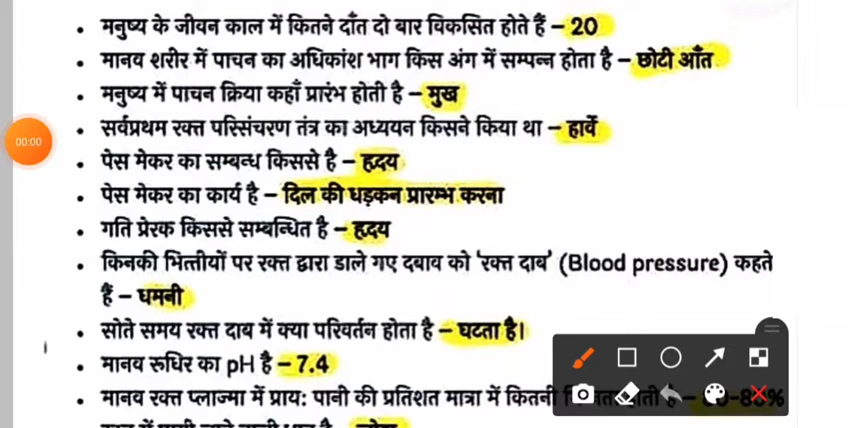 • मनुष्य के जीवन काल में कितने दाँत दो बार विकसित होते हैं – 20
• मानव शरीर में पाचन का अधिकांश भाग किस अंग में सम्पन्न होता है – छोटी आँत
• मनुष्य में पाचन क्रिया कहाँ प्रारंभ होती है – मुख
00:00
• सर्वप्रथम रक्त परिसंचरण तंत्र का अध्ययन किसने किया था – हार्वे
• पेस मेकर का सम्बन्ध किससे है – हृदय
• पेस मेकर का कार्य है – दिल की धड़कन प्रारम्भ करना
• गति प्रेरक किससे सम्बन्धित है – हृदय
• किनकी भित्तीयों पर रक्त द्वारा डाले गए दबाव को 'रक्त दाब' (Blood pressure) कहते
हैं – धमनी
• सोते समय रक्त दाब में क्या परिवर्तन होता है – घटता है।
• मानव रूधिर का pH है – 7.4
• मानव रक्त प्लाज्मा में प्राय: पानी की प्रतिशत मात्रा में कितनी